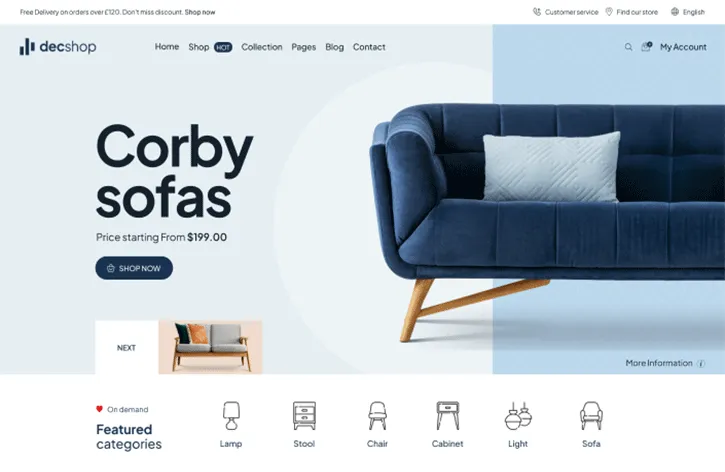 Free Delivery on orders over £120. Don't miss discount. Shop now
Customer service
Find our store
English
decshop
Home Shop HOT Collection Pages Blog Contact
My Account
Corby
sofas
Price starting From $199.00
SHOP NOW
NEXT
More Information
On demand
Featured
categories
Lamp
Stool
Chair
Cabinet
Light
Sofa